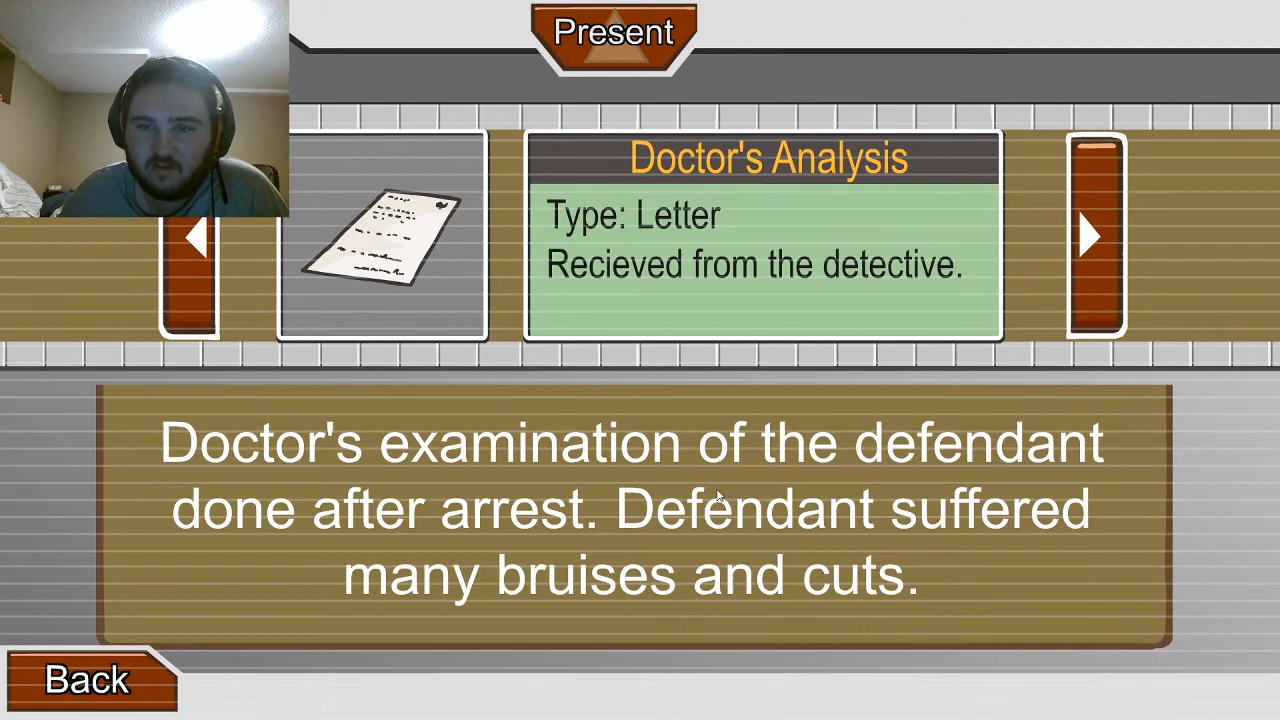 Present
Doctor's Analysis
Type: Letter
Recieved from the detective.
Doctor's examination of the defendant
done after arrest. Defendant suffered
many bruises and cuts.
Back